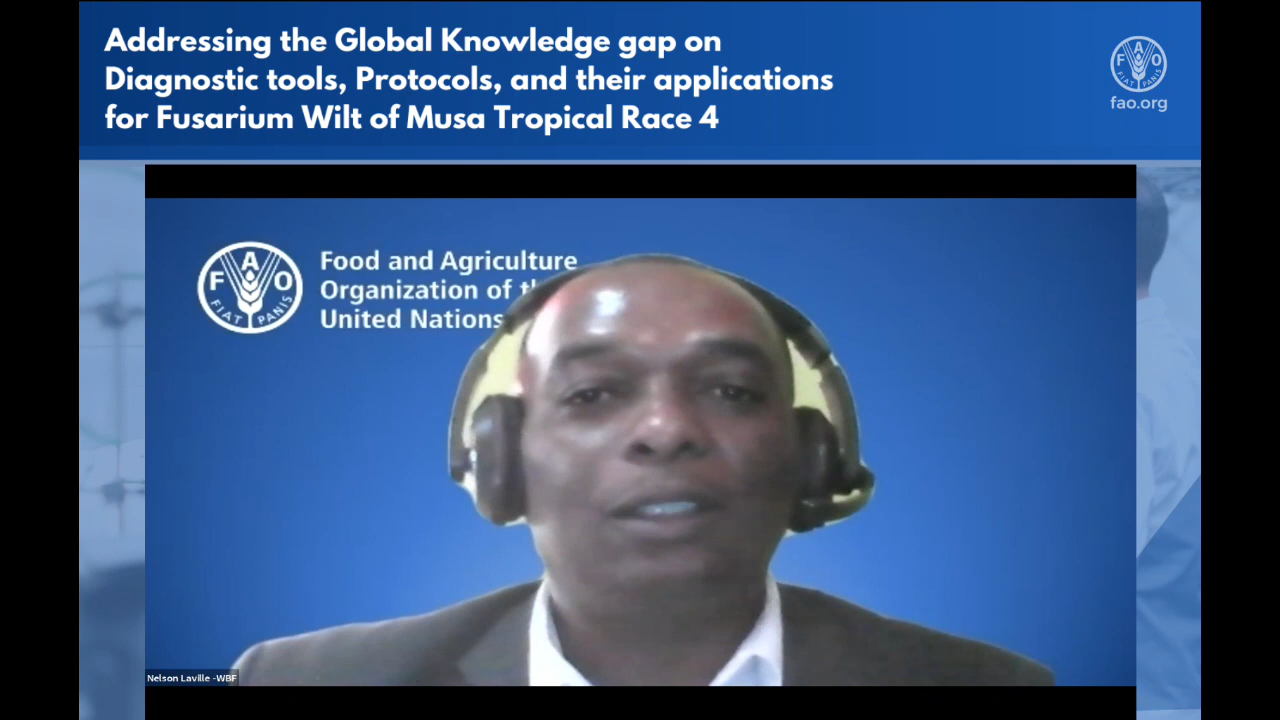 Addressing the Global Knowledge gap on
Diagnostic tools, Protocols, and their applications
for Fusarium Wilt of Musa Tropical Race 4
F A O
FIAT PANIS
fao.org
F A O
FIAT PANIS
Food and Agriculture
Organization of th
United Nations
Nelson Laville -WBF